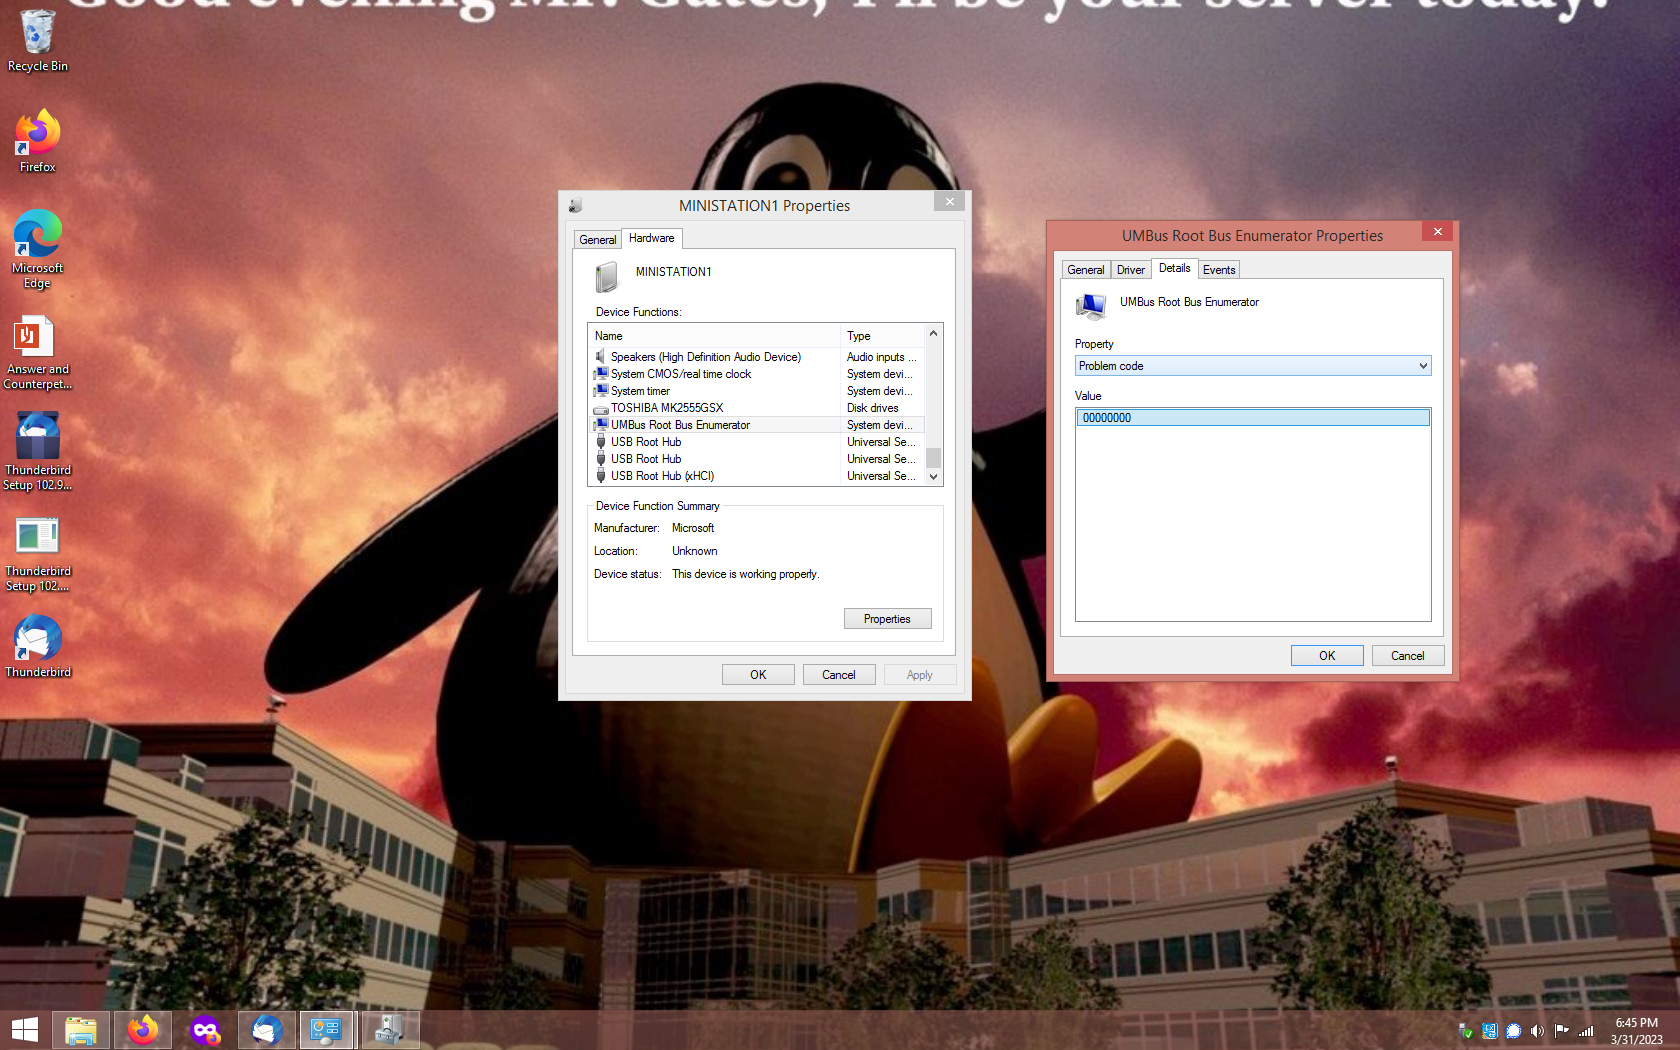 Good evening Mr. Gates, I'll be your server today.
Recycle Bin
Firefox
Microsoft
Edge
Answer and
Counterpet...
Thunderbird
Setup 102.9...
Thunderbird
Setup 102....
Thunderbird
MINISTATION1 Properties
General
Hardware
MINISTATION1
Device Functions:
Name
Type
Speakers (High Definition Audio Device)
Audio inputs ...
System CMOS/real time clock
System devi...
System timer
System devi...
TOSHIBA MK2555GSX
Disk drives
UMBus Root Bus Enumerator
System devi...
USB Root Hub
Universal Se...
USB Root Hub
Universal Se...
USB Root Hub (xHCI)
Universal Se...
Device Function Summary
Manufacturer:
Microsoft
Location:
Unknown
Device status:
This device is working properly.
Properties
OK
Cancel
Apply
UMBus Root Bus Enumerator Properties
General
Driver
Details
Events
UMBus Root Bus Enumerator
Property
Problem code
Value
00000000
OK
Cancel
6:45 PM
3/31/2023